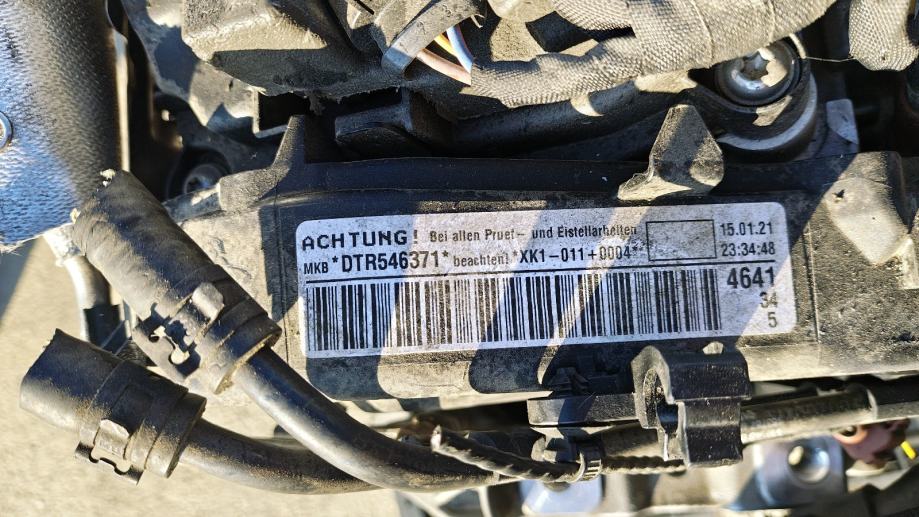 ACHTUNG! Bei allen Pruef- und Eistellarbeiten
15.01.21
MKB *DTR546371* beachten! *XK1-011+0004*
23:34:48
4641
34
5